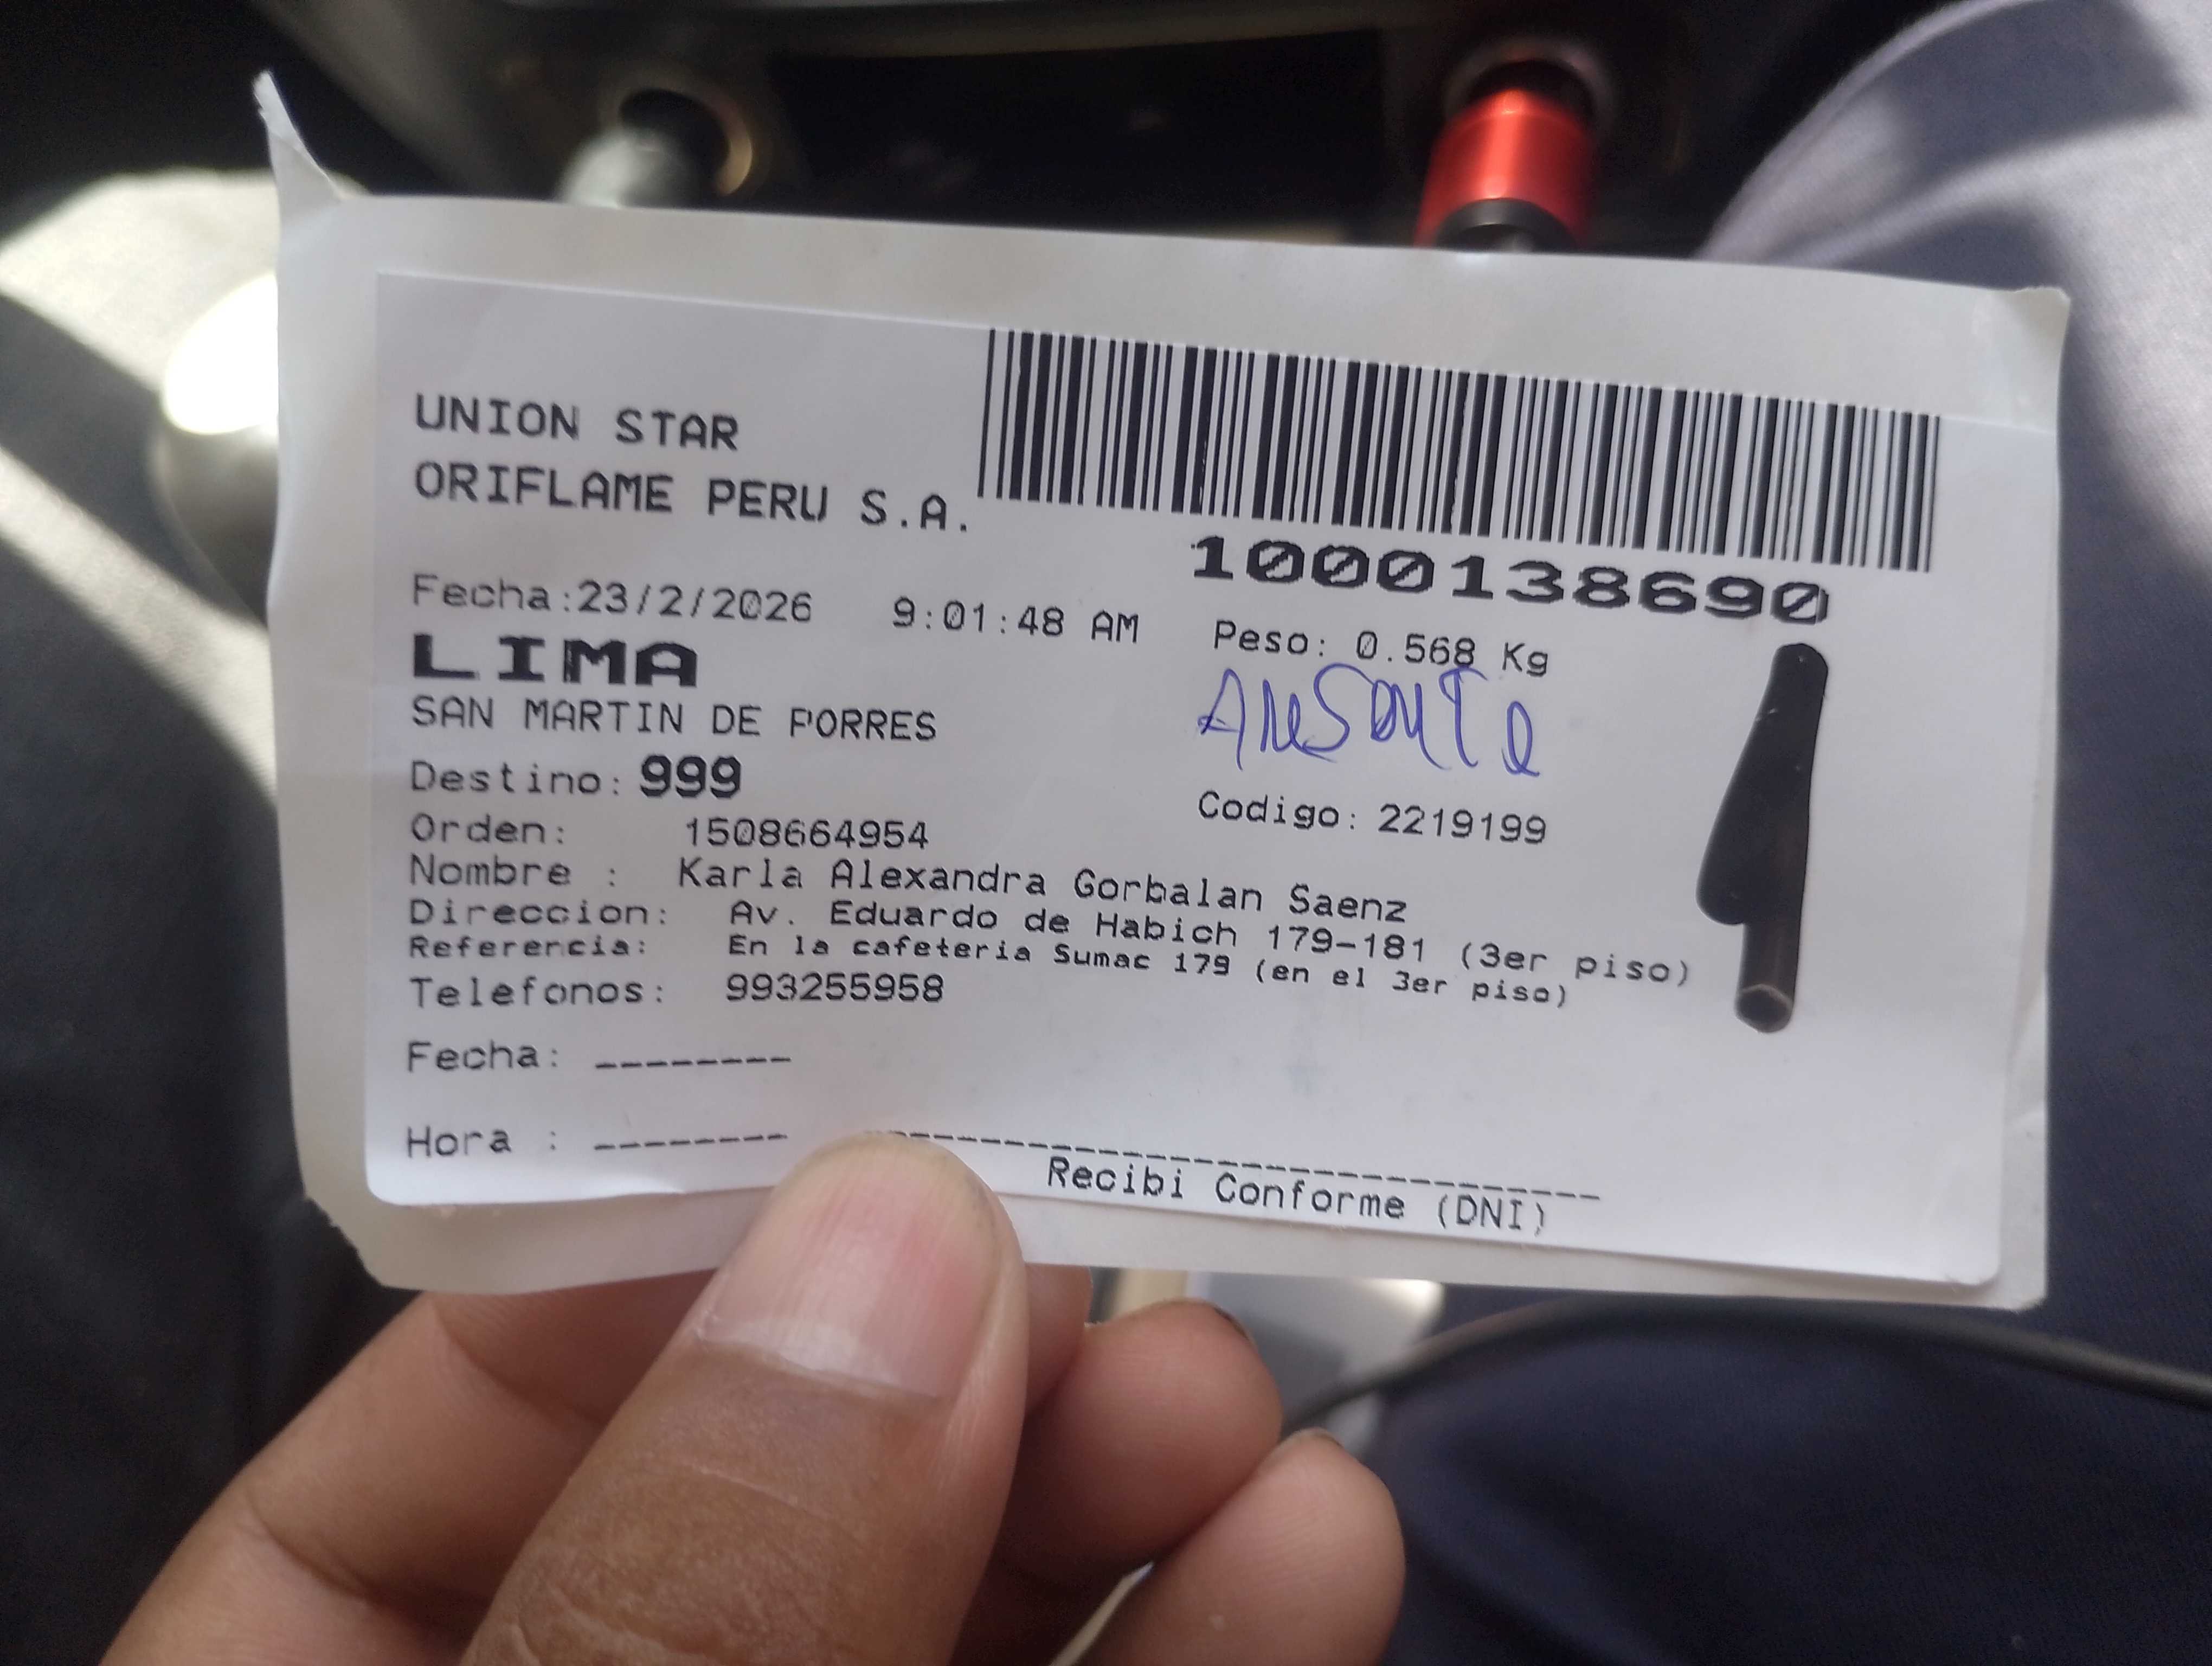 UNION STAR
ORIFLAME PERU S.A.
1000138690
Fecha:23/2/2026 9:01:48 AM Peso: 0.568 Kg
LIMA
SAN MARTIN DE PORRES
Destino: 999
Codigo: 2219199
Orden: 1508664954
Nombre : Karla Alexandra Gorbalan Saenz
Direccion: Av. Eduardo de Habich 179-181 (3er piso)
Referencia: En la cafeteria Sumac 179 (en el 3er piso)
Telefonos: 993255958
Fecha: --------
Hora : --------
Recibi Conforme (DNI)